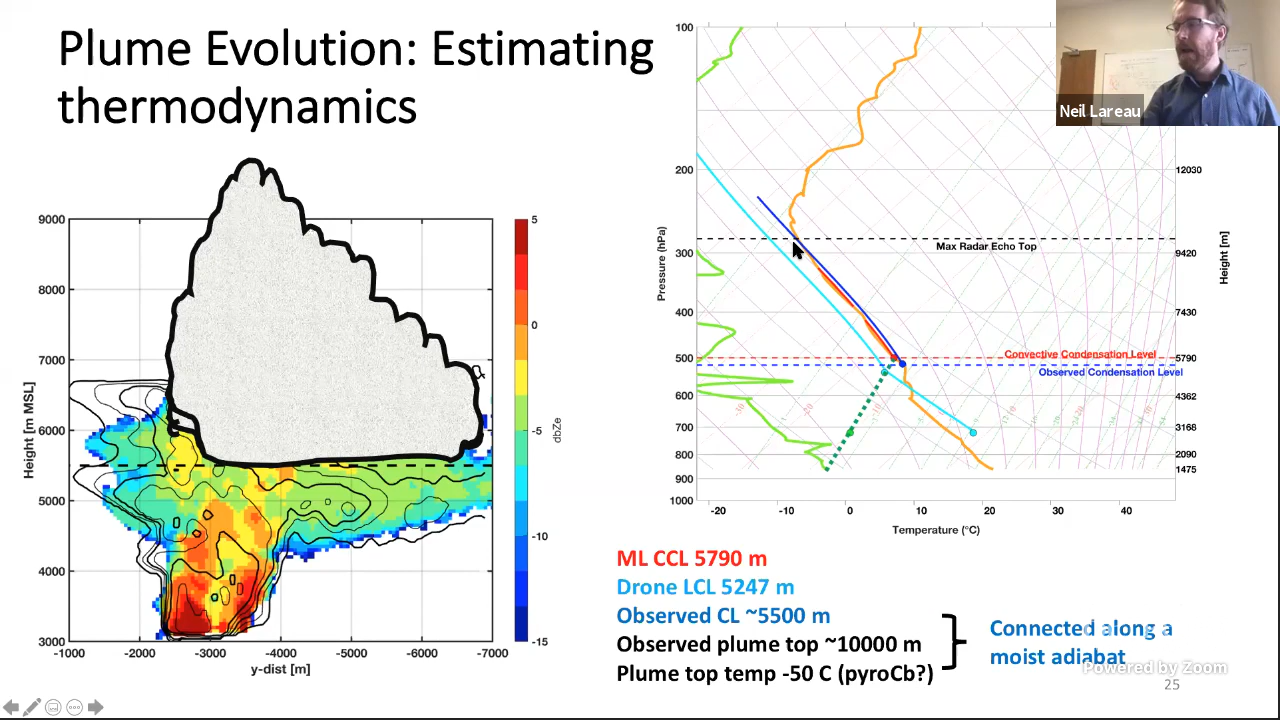 Plume Evolution: Estimating
thermodynamics
9000
8000
7000
6000
5000
4000
3000
Height [m MSL]
-1000 -2000 -3000 -4000 -5000 -6000 -7000
y-dist [m]
5
0
-5
-10
-15
dbZe
100
200
300
400
500
600
700
800
900
1000
Pressure (hPa)
-20 -10 0 10 20 30 40
Temperature (°C)
Max Radar Echo Top
Convective Condensation Level
Observed Condensation Level
12030
9420
7430
5790
4362
3168
2090
1475
Height [m]
Neil Lareau
ML CCL 5790 m
Drone LCL 5247 m
Observed CL ~5500 m
Observed plume top ~10000 m
Plume top temp -50 C (pyroCb?)
Connected along a
moist adiabat
Powered by Zoom
25